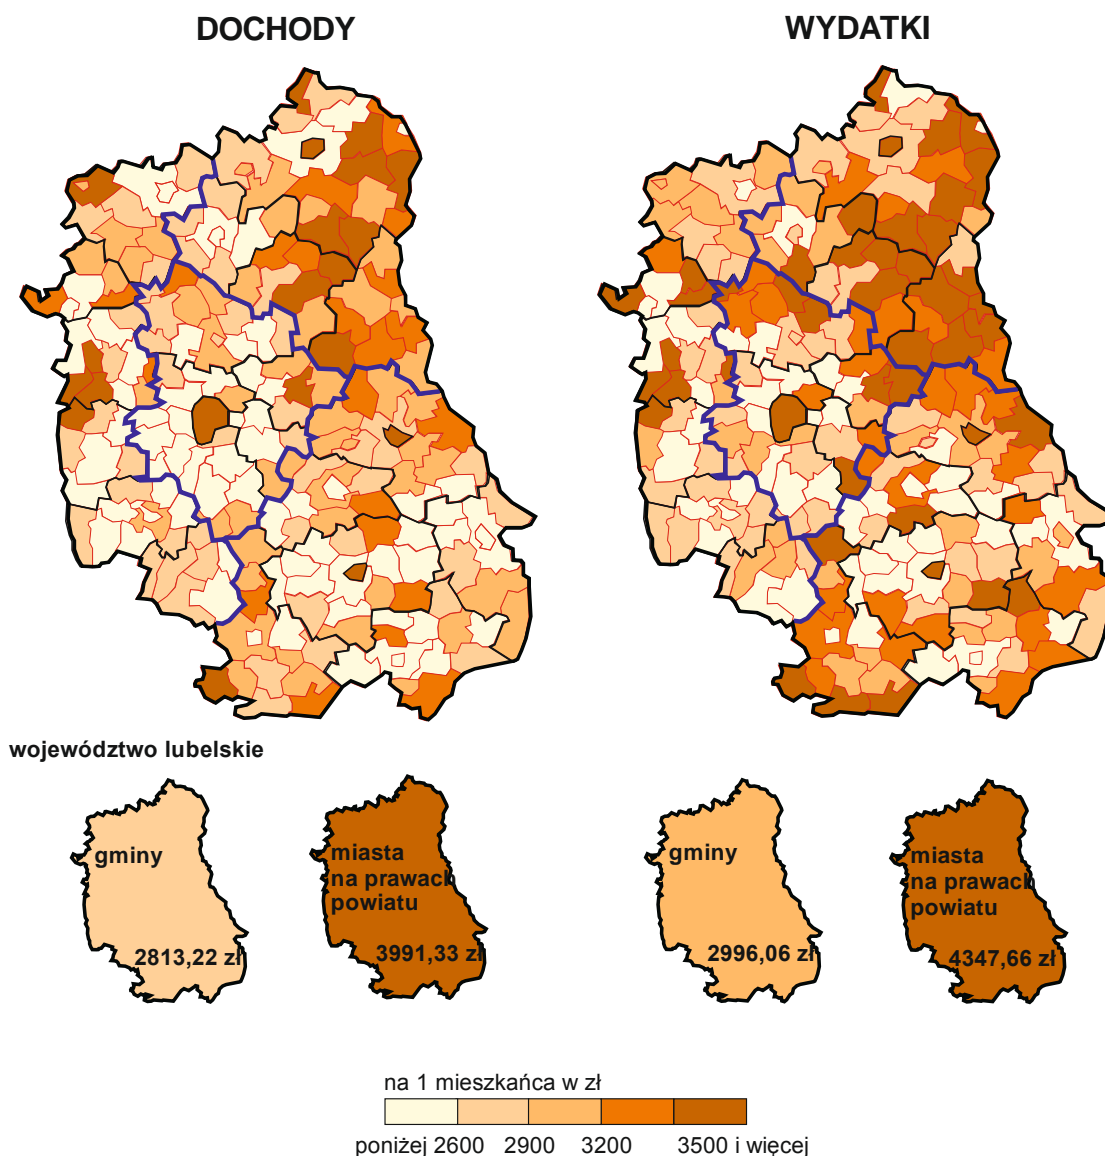 DOCHODY
WYDATKI
województwo lubelskie
gminy
2813,22 zł
miasta
na prawach
powiatu
3991,33 zł
gminy
2996,06 zł
miasta
na prawach
powiatu
4347,66 zł
na 1 mieszkańca w zł
poniżej 2600 2900 3200 3500 i więcej